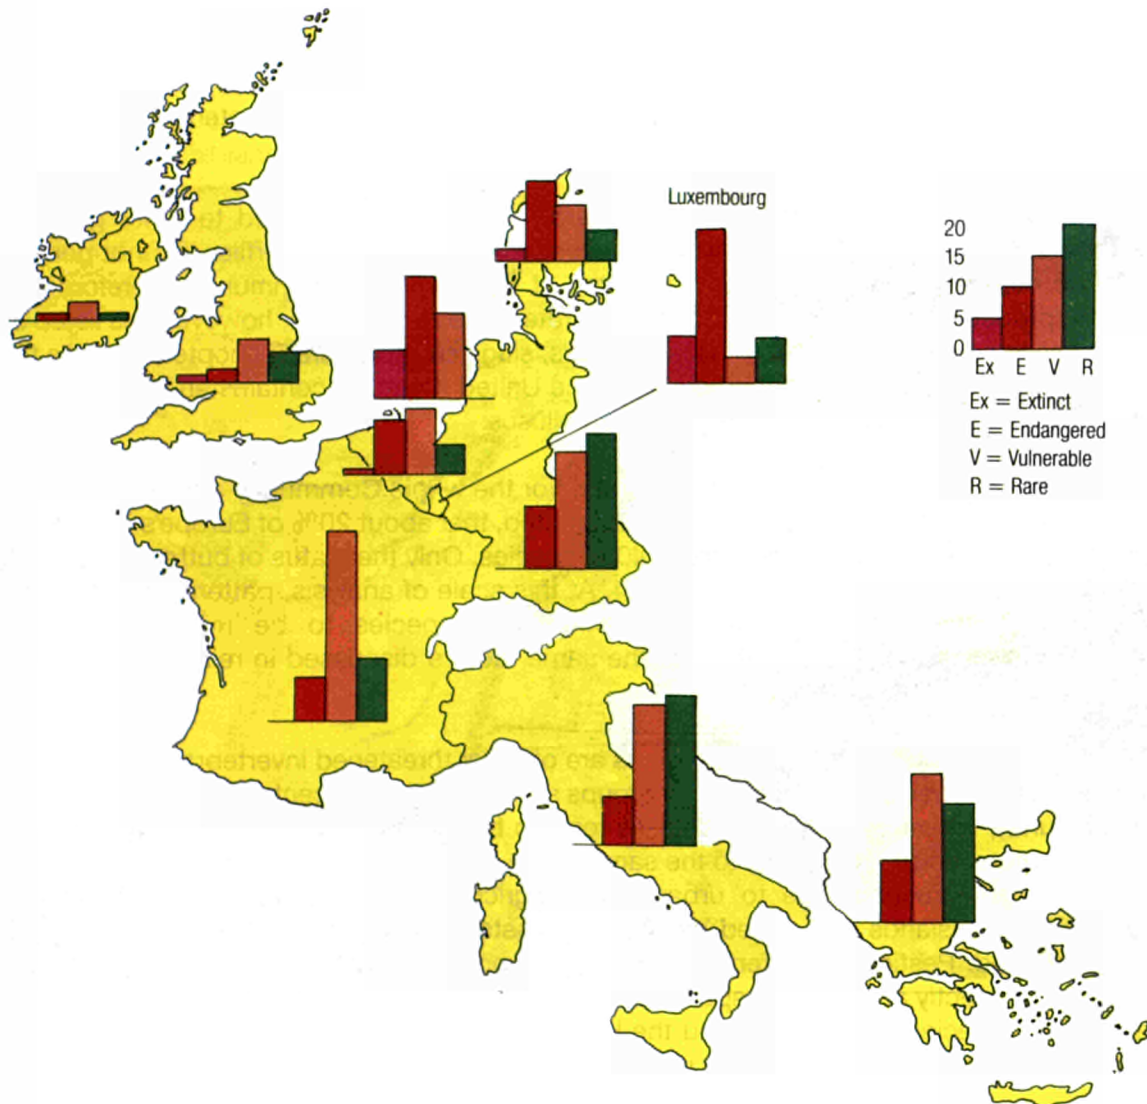 Luxembourg
20
15
10
5
0
Ex E V R
Ex = Extinct
E = Endangered
V = Vulnerable
R = Rare